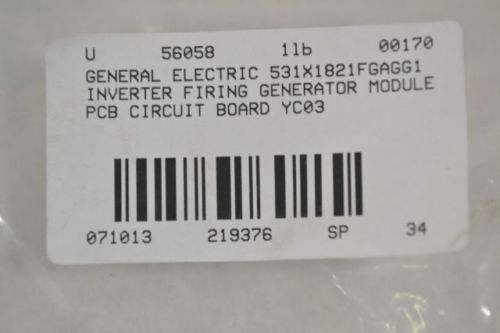 U 56058 1lb 00170
GENERAL ELECTRIC 531X1821FGAGG1
INVERTER FIRING GENERATOR MODULE
PCB CIRCUIT BOARD YC03
071013 219376 SP 34